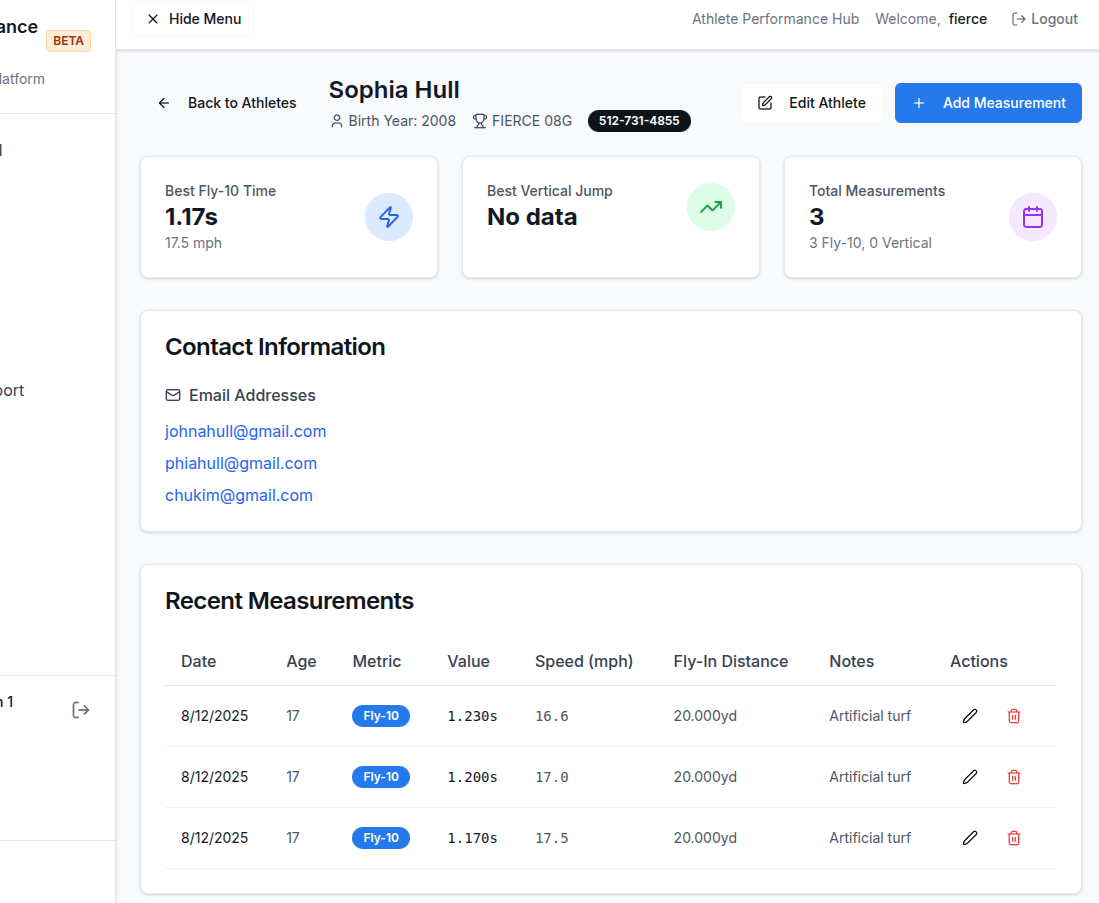 ance BETA
latform
n 1
port
Hide Menu
Athlete Performance Hub Welcome, fierce Logout
Back to Athletes
Sophia Hull
Birth Year: 2008 FIERCE 08G 512-731-4855
Edit Athlete
Add Measurement
Best Fly-10 Time
1.17s
17.5 mph
Best Vertical Jump
No data
Total Measurements
3
3 Fly-10, 0 Vertical
Contact Information
Email Addresses
johnahull@gmail.com
phiahull@gmail.com
chukim@gmail.com
Recent Measurements
Date Age Metric Value Speed (mph) Fly-In Distance Notes Actions
8/12/2025 17 Fly-10 1.230s 16.6 20.000yd Artificial turf
8/12/2025 17 Fly-10 1.200s 17.0 20.000yd Artificial turf
8/12/2025 17 Fly-10 1.170s 17.5 20.000yd Artificial turf